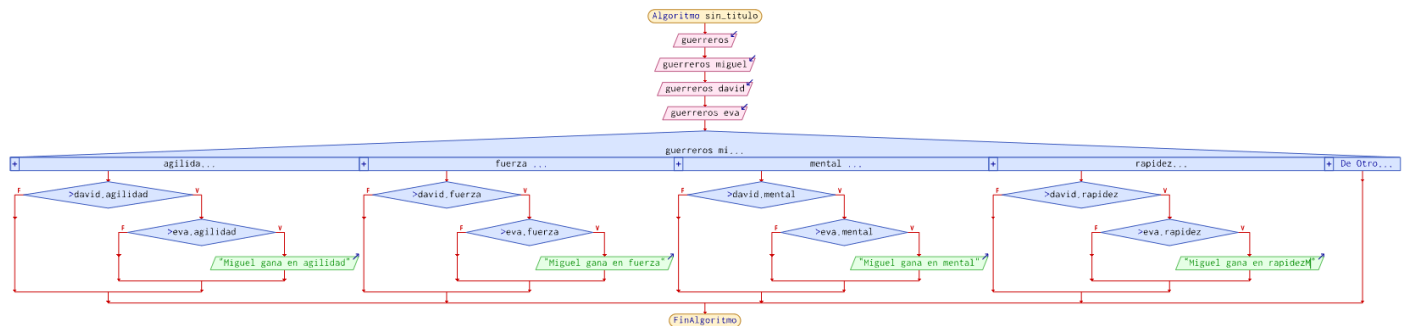 Algoritmo sin_titulo
guerreros
guerreros miguel
guerreros david
guerreros eva
guerreros mi...
+ agilida... + fuerza ... + mental ... + rapidez... + De Otro...
F >david,agilidad V F >david,fuerza V F >david,mental V F >david,rapidez V
F >eva,agilidad V F >eva,fuerza V F >eva,mental V F >eva,rapidez V
"Miguel gana en agilidad" "Miguel gana en fuerza" "Miguel gana en mental" "Miguel gana en rapidezM"
FinAlgoritmo